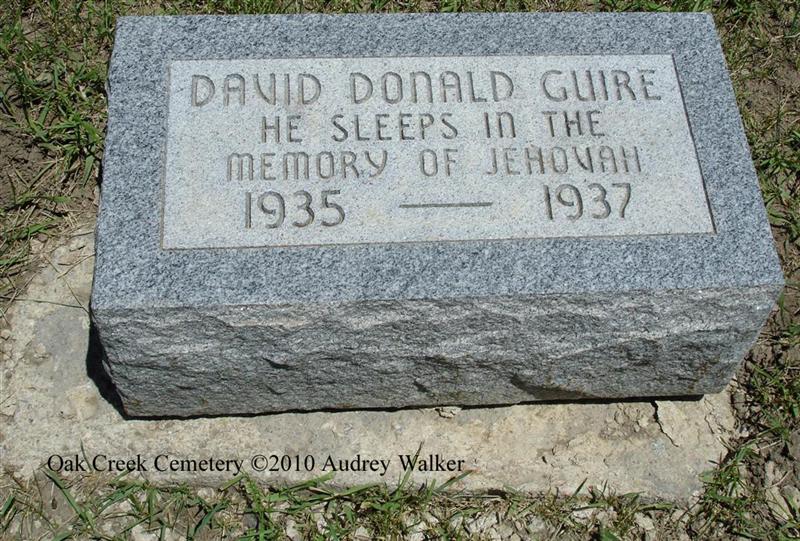 DAVID DONALD GUIRE
HE SLEEPS IN THE
MEMORY OF JEHOVAH
1935 — 1937
Oak Creek Cemetery ©2010 Audrey Walker